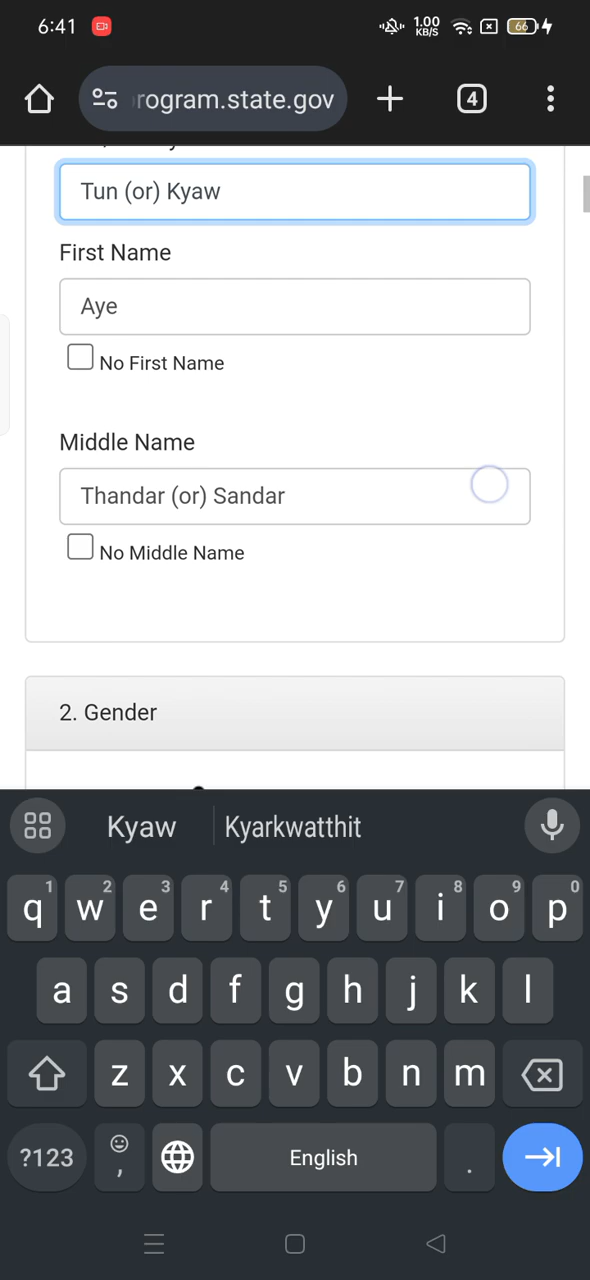 6:41
1.00
KB/S
66
rogram.state.gov
4
Tun (or) Kyaw
First Name
Aye
No First Name
Middle Name
Thandar (or) Sandar
No Middle Name
2. Gender
Kyaw
Kyarkwatthit
1 2 3 4 5 6 7 8 9 0
q w e r t y u i o p
a s d f g h j k l
z x c v b n m
?123
,
English
.